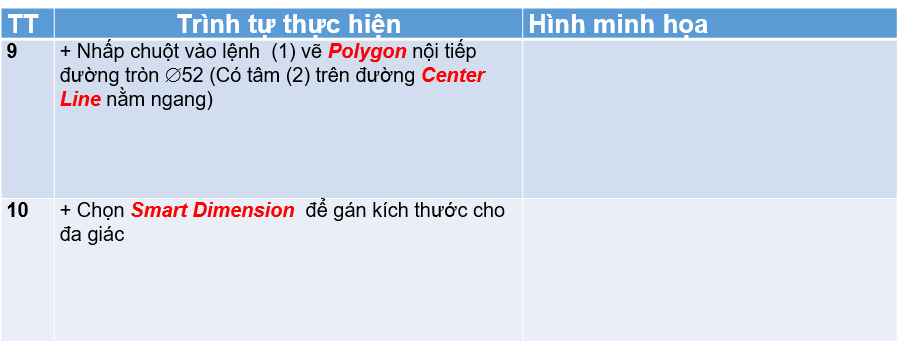 TT Trình tự thực hiện Hình minh họa
9 + Nhấp chuột vào lệnh (1) vẽ Polygon nội tiếp
đường tròn ∅52 (Có tâm (2) trên đường Center
Line nằm ngang)
10 + Chọn Smart Dimension để gán kích thước cho
đa giác